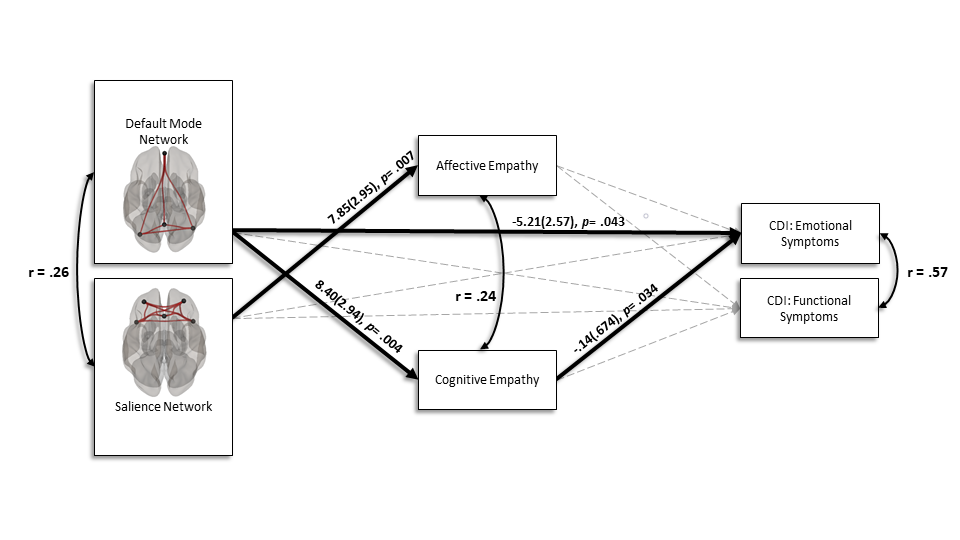 Default Mode
Network
r = .26
Salience Network
7.85(2.95), p= .007
8.40(2.94), p= .004
Affective Empathy
r = .24
Cognitive Empathy
-5.21(2.57), p= .043
-.14(.674), p= .034
CDI: Emotional
Symptoms
CDI: Functional
Symptoms
r = .57